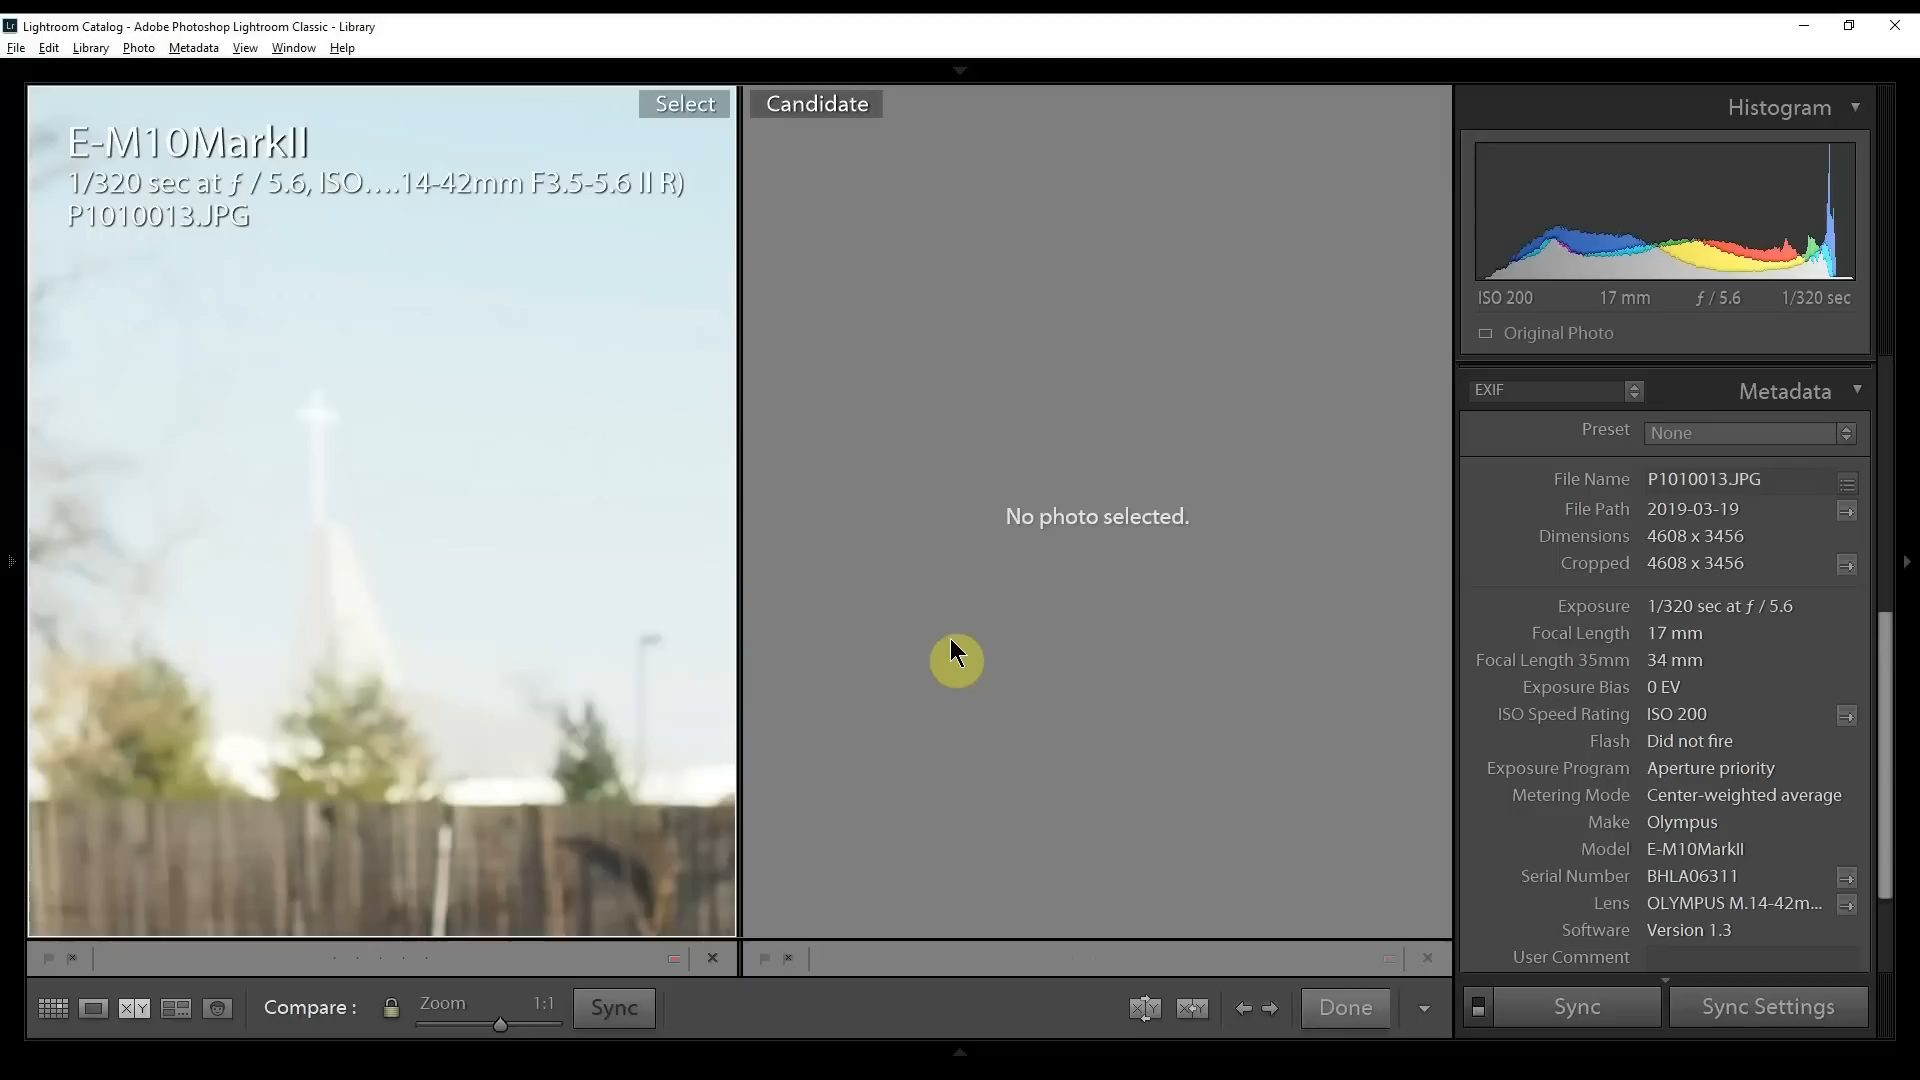 Lr Lightroom Catalog - Adobe Photoshop Lightroom Classic - Library
File Edit Library Photo Metadata View Window Help
Select
Candidate
E-M10MarkII
1/320 sec at ƒ / 5.6, ISO....14-42mm F3.5-5.6 II R)
P1010013.JPG
No photo selected.
Histogram
ISO 200 17 mm ƒ / 5.6 1/320 sec
Original Photo
EXIF Metadata
Preset None
File Name P1010013.JPG
File Path 2019-03-19
Dimensions 4608 x 3456
Cropped 4608 x 3456
Exposure 1/320 sec at ƒ / 5.6
Focal Length 17 mm
Focal Length 35mm 34 mm
Exposure Bias 0 EV
ISO Speed Rating ISO 200
Flash Did not fire
Exposure Program Aperture priority
Metering Mode Center-weighted average
Make Olympus
Model E-M10MarkII
Serial Number BHLA06311
Lens OLYMPUS M.14-42m...
Software Version 1.3
User Comment
XY Compare : Zoom 1:1 Sync
XY XY Done
Sync Sync Settings